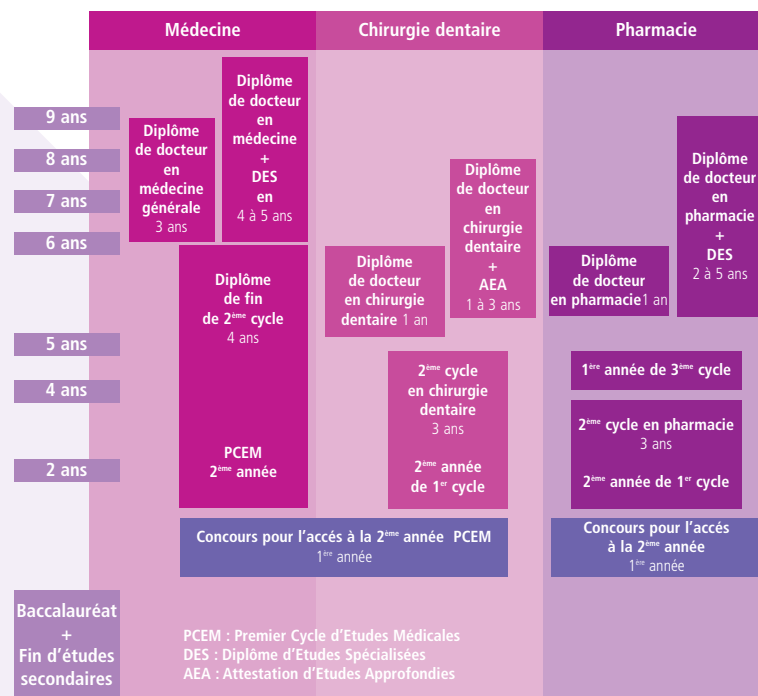 Médecine
Chirurgie dentaire
Pharmacie
9 ans
8 ans
7 ans
6 ans
5 ans
4 ans
2 ans
Baccalauréat
+
Fin d'études
secondaires
Diplôme
de docteur
en
médecine
générale
3 ans
Diplôme
de docteur
en
médecine
+
DES
en
4 à 5 ans
Diplôme
de fin
de 2ème cycle
4 ans
PCEM
2ème année
Diplôme
de docteur
en chirurgie
dentaire 1 an
Diplôme
de docteur
en
chirurgie
dentaire
+
AEA
1 à 3 ans
2ème cycle
en chirurgie
dentaire
3 ans
2ème année
de 1er cycle
Diplôme
de docteur
en pharmacie 1 an
Diplôme
de docteur
en
pharmacie
+
DES
2 à 5 ans
1ère année de 3ème cycle
2ème cycle en pharmacie
3 ans
2ème année de 1er cycle
Concours pour l'accés à la 2ème année PCEM
1ère année
Concours pour l'accés
à la 2ème année
1ère année
PCEM : Premier Cycle d'Etudes Médicales
DES : Diplôme d'Etudes Spécialisées
AEA : Attestation d'Etudes Approfondies